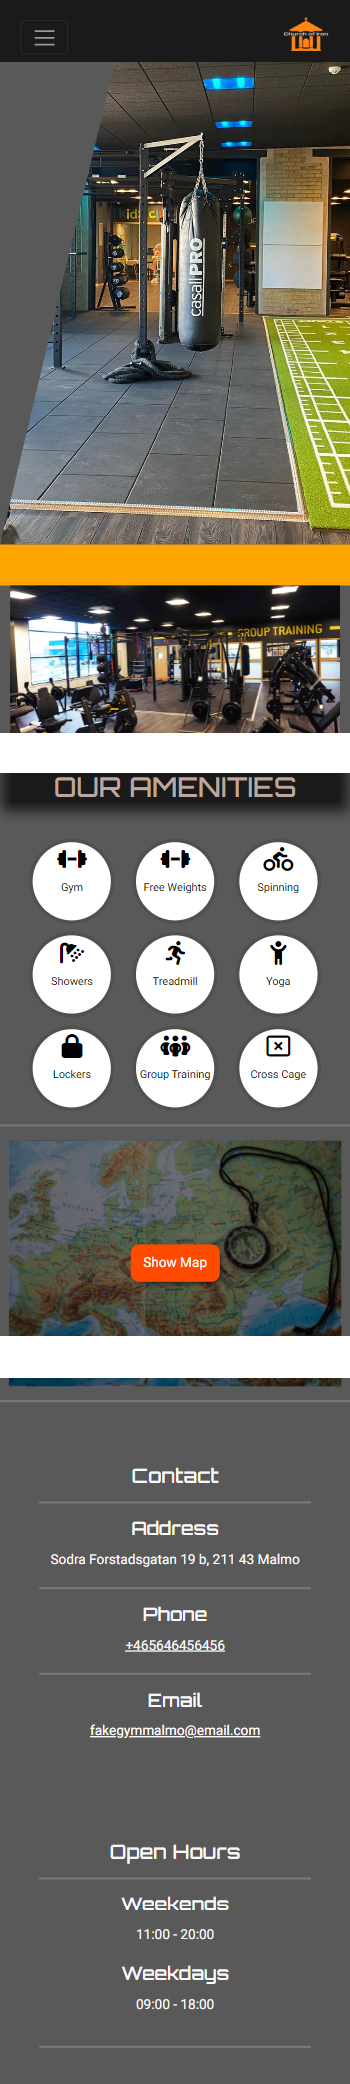 Church of Iron
casall PRO
GROUP TRAINING
OUR AMENITIES
Gym
Free Weights
Spinning
Showers
Treadmill
Yoga
Lockers
Group Training
Cross Cage
Show Map
Contact
Address
Sodra Forstadsgatan 19 b, 211 43 Malmo
Phone
+465646456456
Email
fakegymmalmo@email.com
Open Hours
Weekends
11:00 - 20:00
Weekdays
09:00 - 18:00